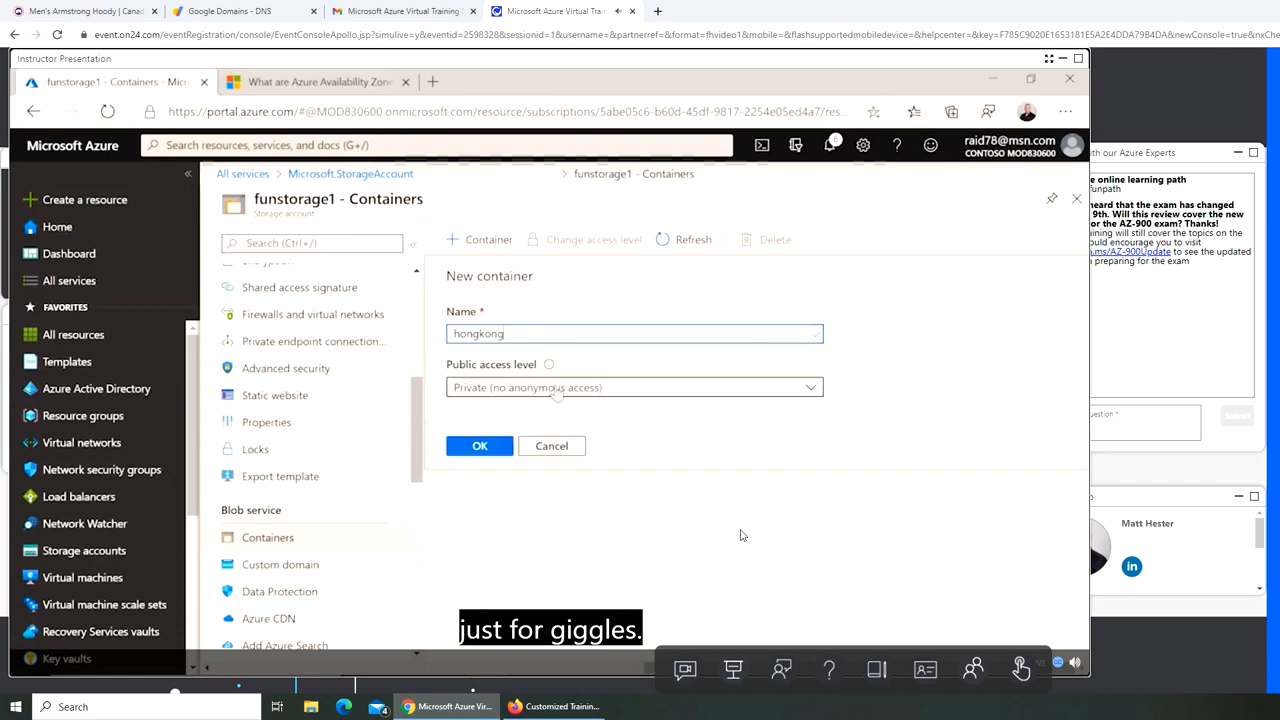 Men's Armstrong Hoody | Canad
Google Domains - DNS
Microsoft Azure Virtual Training
Microsoft Azure Virtual Train
event.on24.com/eventRegistration/console/EventConsoleApollo.jsp?simulive=y&eventid=2598328&sessionid=1&username=&partnerref=&format=fhvideo1&mobile=&flashsupportedmobiledevice=&helpcenter=&key=F785C9020E1653181E5A2E4DDA79B4DA&newConsole=true&nxChe
Instructor Presentation
funstorage1 - Containers - Micro
What are Azure Availability Zone
https://portal.azure.com/#@MOD830600.onmicrosoft.com/resource/subscriptions/5abe05c6-b60d-45df-9817-2254e05ed4a7/res...
Microsoft Azure
Search resources, services, and docs (G+/)
raid78@msn.com
CONTOSO MOD830600
All services
Microsoft.StorageAccount
funstorage1 - Containers
funstorage1 - Containers
Storage account
Search (Ctrl+/)
Container
Change access level
Refresh
Delete
Create a resource
Home
Dashboard
All services
FAVORITES
All resources
Templates
Azure Active Directory
Resource groups
Virtual networks
Network security groups
Load balancers
Network Watcher
Storage accounts
Virtual machines
Virtual machine scale sets
Recovery Services vaults
Key vaults
Encryption
Shared access signature
Firewalls and virtual networks
Private endpoint connection...
Advanced security
Static website
Properties
Locks
Export template
Blob service
Containers
Custom domain
Data Protection
Azure CDN
Add Azure Search
New container
Name *
hongkong
Public access level
Private (no anonymous access)
OK
Cancel
just for giggles.
ith our Azure Experts
e online learning path
unpath
heard that the exam has changed
9th. Will this review cover the new
or the AZ-900 exam? Thanks!
ining will still cover the topics on the
ould encourage you to visit
.ms/AZ-900Update to see the updated
n preparing for the exam
uestion *
Submit
Matt Hester
Search
Microsoft Azure Vir...
Customized Trainin...